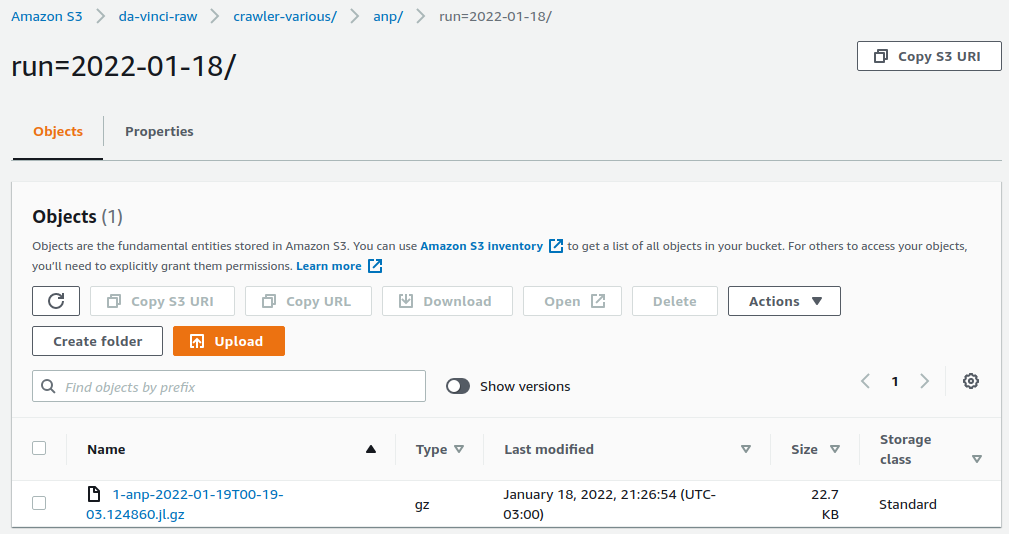 Amazon S3 > da-vinci-raw > crawler-various/ > anp/ > run=2022-01-18/
run=2022-01-18/
Copy S3 URI
Objects
Properties
Objects (1)
Objects are the fundamental entities stored in Amazon S3. You can use Amazon S3 inventory to get a list of all objects in your bucket. For others to access your objects,
you'll need to explicitly grant them permissions. Learn more
Copy S3 URI Copy URL Download Open Delete Actions
Create folder Upload
Find objects by prefix Show versions 1
Name Type Last modified Size Storage
class
1-anp-2022-01-19T00-19- gz January 18, 2022, 21:26:54 (UTC- 22.7 Standard
03.124860.jl.gz 03:00) KB